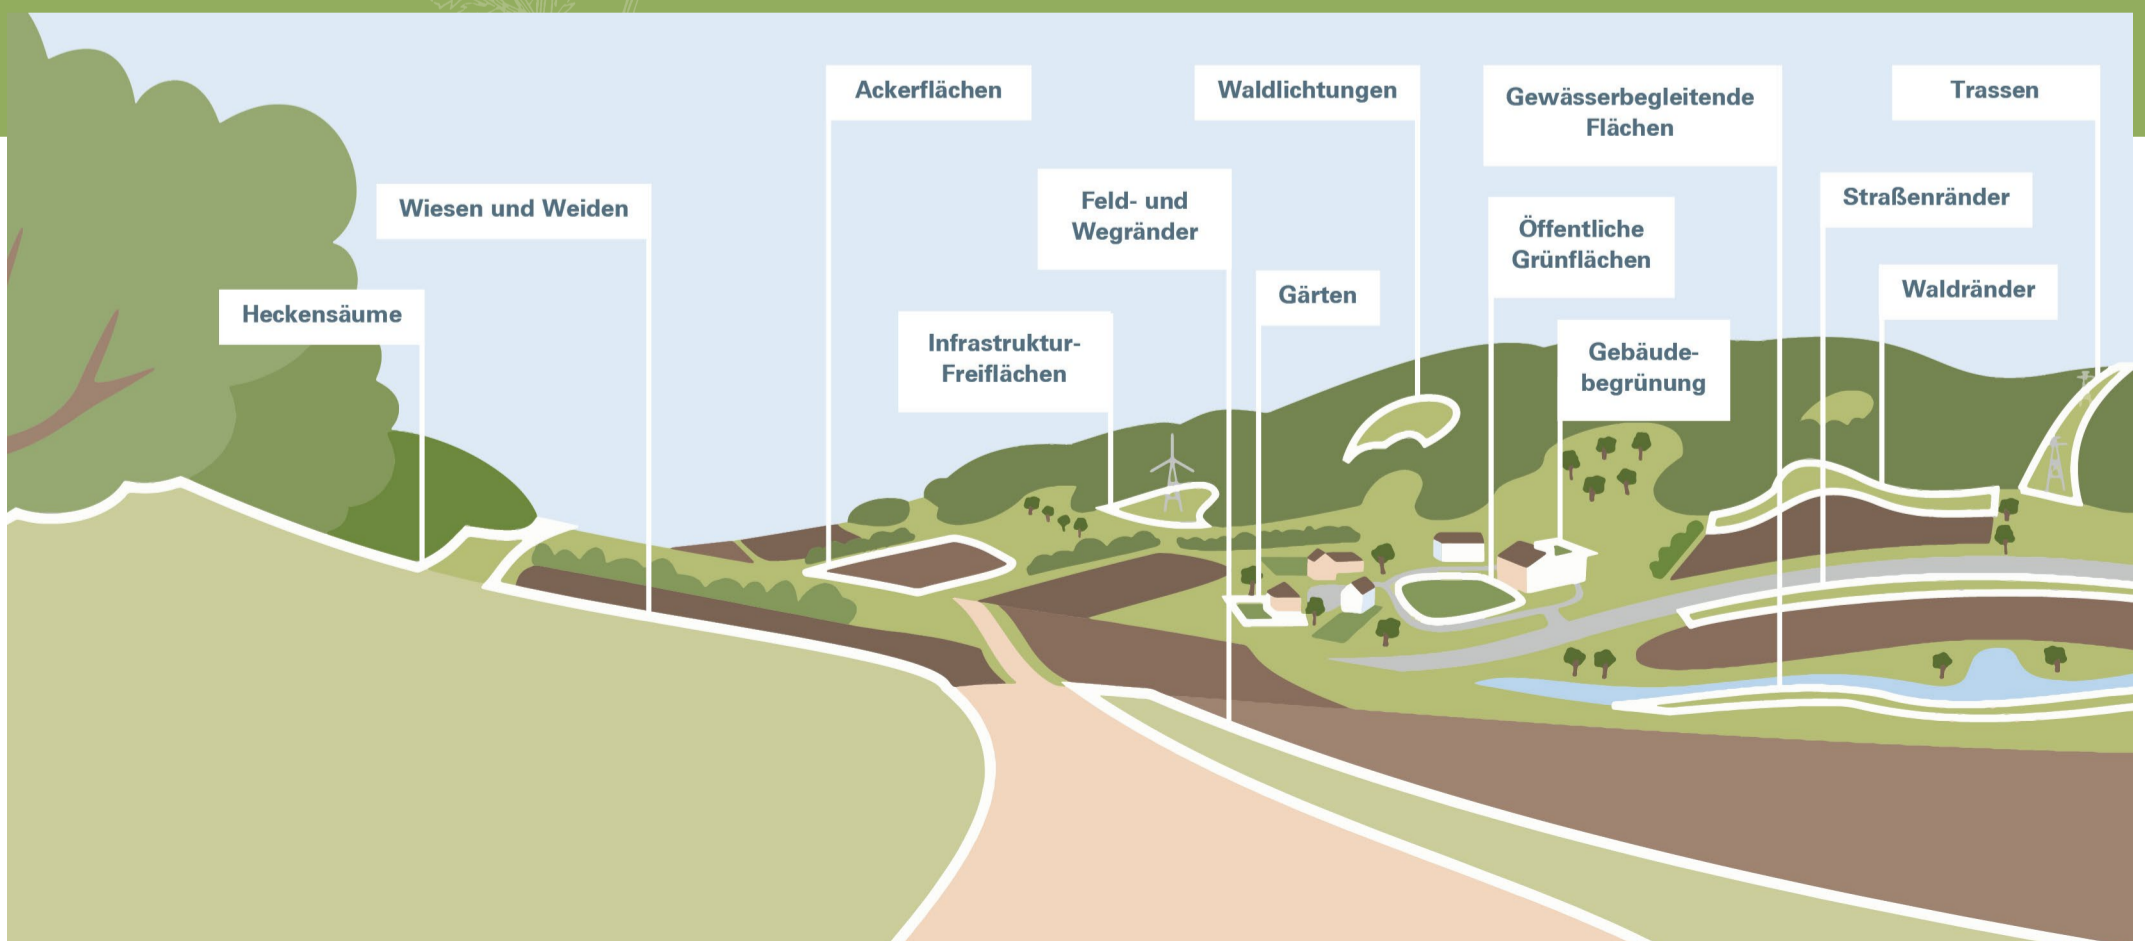 Ackerflächen
Waldlichtungen
Gewässerbegleitende
Flächen
Trassen
Wiesen und Weiden
Feld- und
Wegränder
Öffentliche
Grünflächen
Straßenränder
Heckensäume
Infrastruktur-
Freiflächen
Gärten
Gebäude-
begrünung
Waldränder